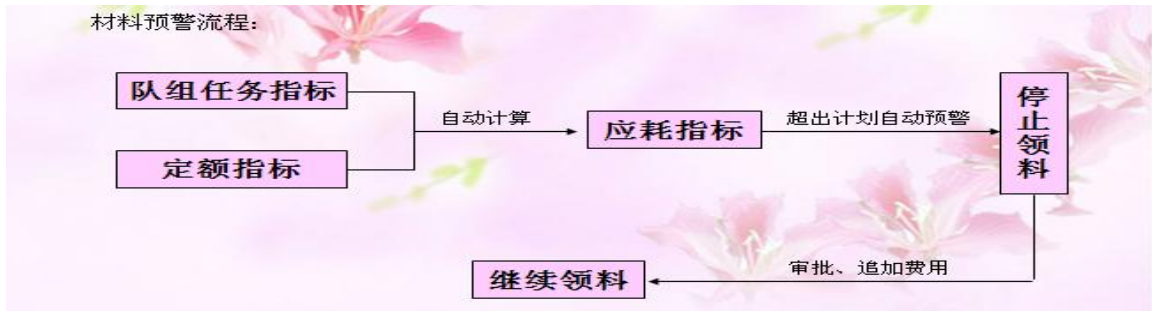 材料预警流程：
队组任务指标
定额指标
自动计算
应耗指标
超出计划自动预警
停止领料
审批、追加费用
继续领料